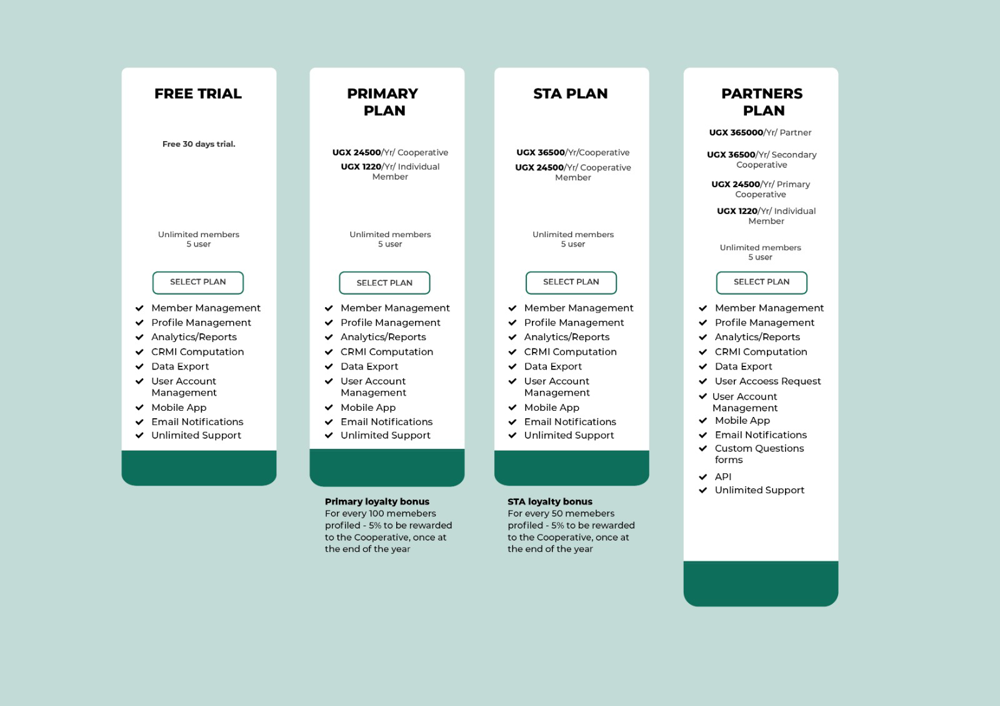 FREE TRIAL
Free 30 days trial.
Unlimited members
5 user
SELECT PLAN
Member Management
Profile Management
Analytics/Reports
CRMI Computation
Data Export
User Account
Management
Mobile App
Email Notifications
Unlimited Support
PRIMARY
PLAN
UGX 24500/Yr/ Cooperative
UGX 1220/Yr/ Individual
Member
Unlimited members
5 user
SELECT PLAN
Member Management
Profile Management
Analytics/Reports
CRMI Computation
Data Export
User Account
Management
Mobile App
Email Notifications
Unlimited Support
Primary loyalty bonus
For every 100 memebers
profiled - 5% to be rewarded
to the Cooperative, once at
the end of the year
STA PLAN
UGX 36500/Yr/Cooperative
UGX 24500/Yr/ Cooperative
Member
Unlimited members
5 user
SELECT PLAN
Member Management
Profile Management
Analytics/Reports
CRMI Computation
Data Export
User Account
Management
Mobile App
Email Notifications
Unlimited Support
STA loyalty bonus
For every 50 memebers
profiled - 5% to be rewarded
to the Cooperative, once at
the end of the year
PARTNERS
PLAN
UGX 365000/Yr/ Partner
UGX 36500/Yr/ Secondary
Cooperative
UGX 24500/Yr/ Primary
Cooperative
UGX 1220/Yr/ Individual
Member
Unlimited members
5 user
SELECT PLAN
Member Management
Profile Management
Analytics/Reports
CRMI Computation
Data Export
User Accoess Request
User Account
Management
Mobile App
Email Notifications
Custom Questions
forms
API
Unlimited Support